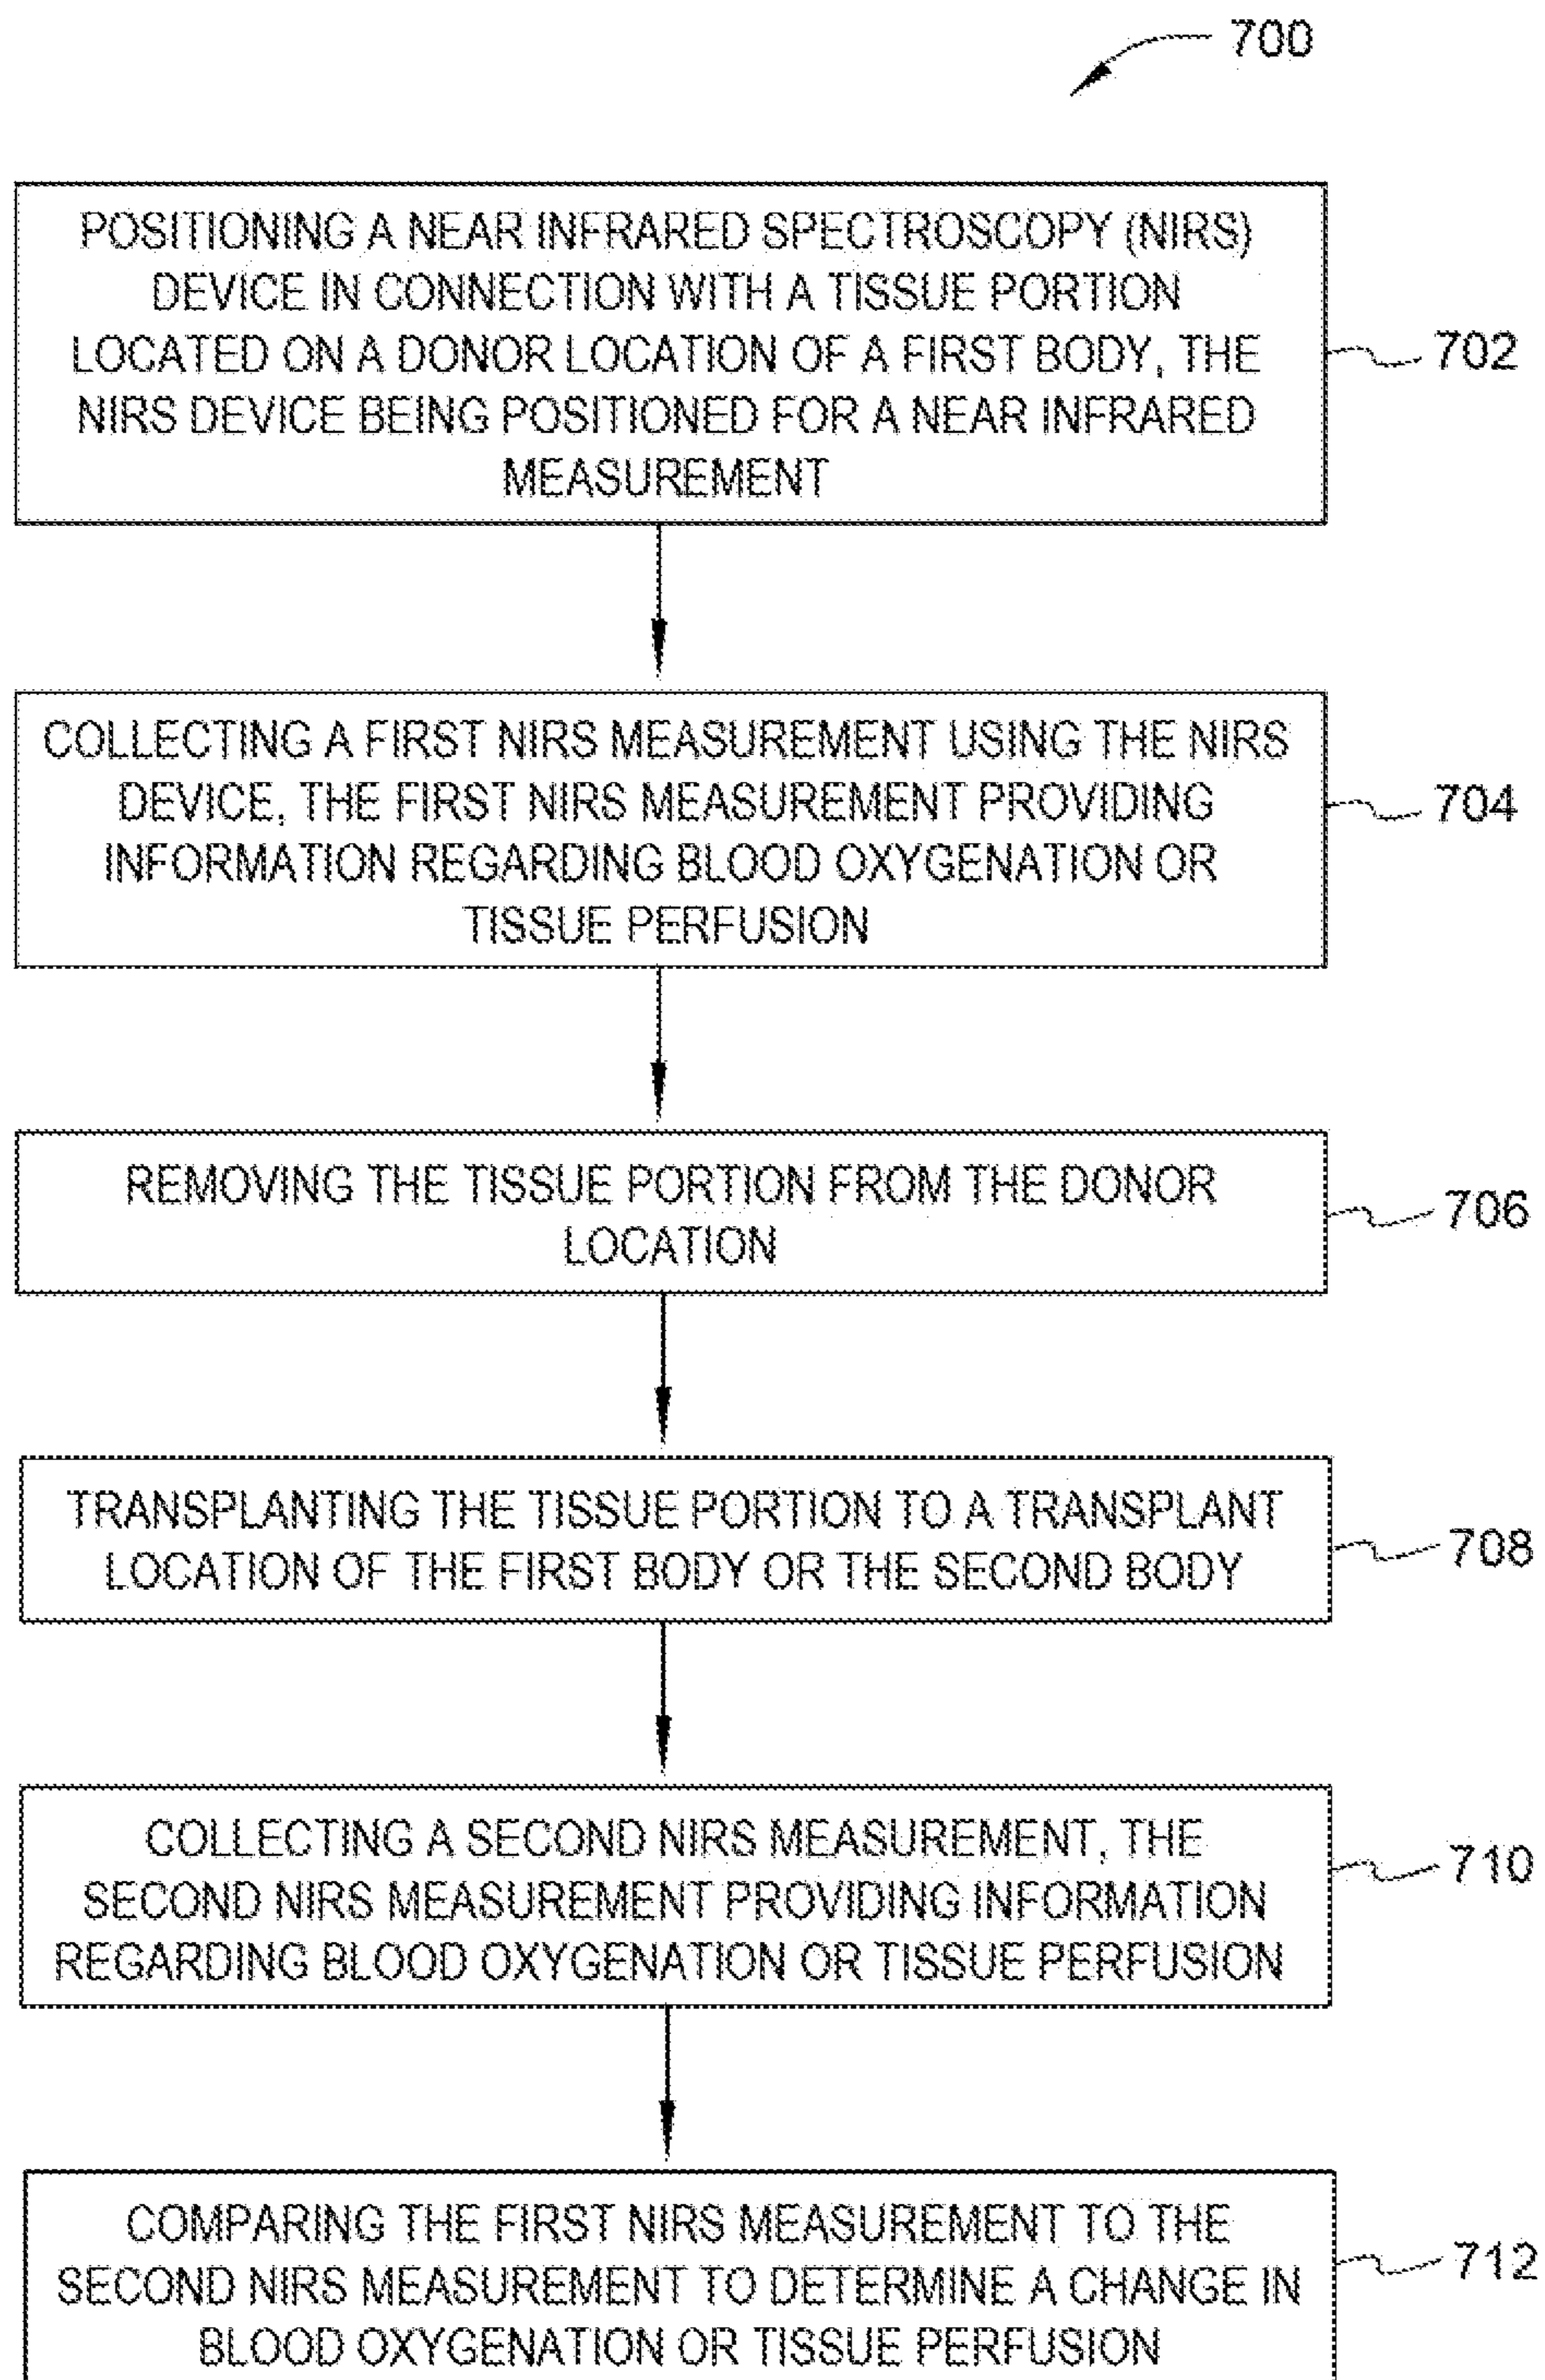 700
POSITIONING A NEAR INFRARED SPECTROSCOPY (NIRS)
DEVICE IN CONNECTION WITH A TISSUE PORTION
LOCATED ON A DONOR LOCATION OF A FIRST BODY, THE
NIRS DEVICE BEING POSITIONED FOR A NEAR INFRARED
MEASUREMENT
702
COLLECTING A FIRST NIRS MEASUREMENT USING THE NIRS
DEVICE, THE FIRST NIRS MEASUREMENT PROVIDING
INFORMATION REGARDING BLOOD OXYGENATION OR
TISSUE PERFUSION
704
REMOVING THE TISSUE PORTION FROM THE DONOR
LOCATION
706
TRANSPLANTING THE TISSUE PORTION TO A TRANSPLANT
LOCATION OF THE FIRST BODY OR THE SECOND BODY
708
COLLECTING A SECOND NIRS MEASUREMENT, THE
SECOND NIRS MEASUREMENT PROVIDING INFORMATION
REGARDING BLOOD OXYGENATION OR TISSUE PERFUSION
710
COMPARING THE FIRST NIRS MEASUREMENT TO THE
SECOND NIRS MEASUREMENT TO DETERMINE A CHANGE IN
BLOOD OXYGENATION OR TISSUE PERFUSION
712